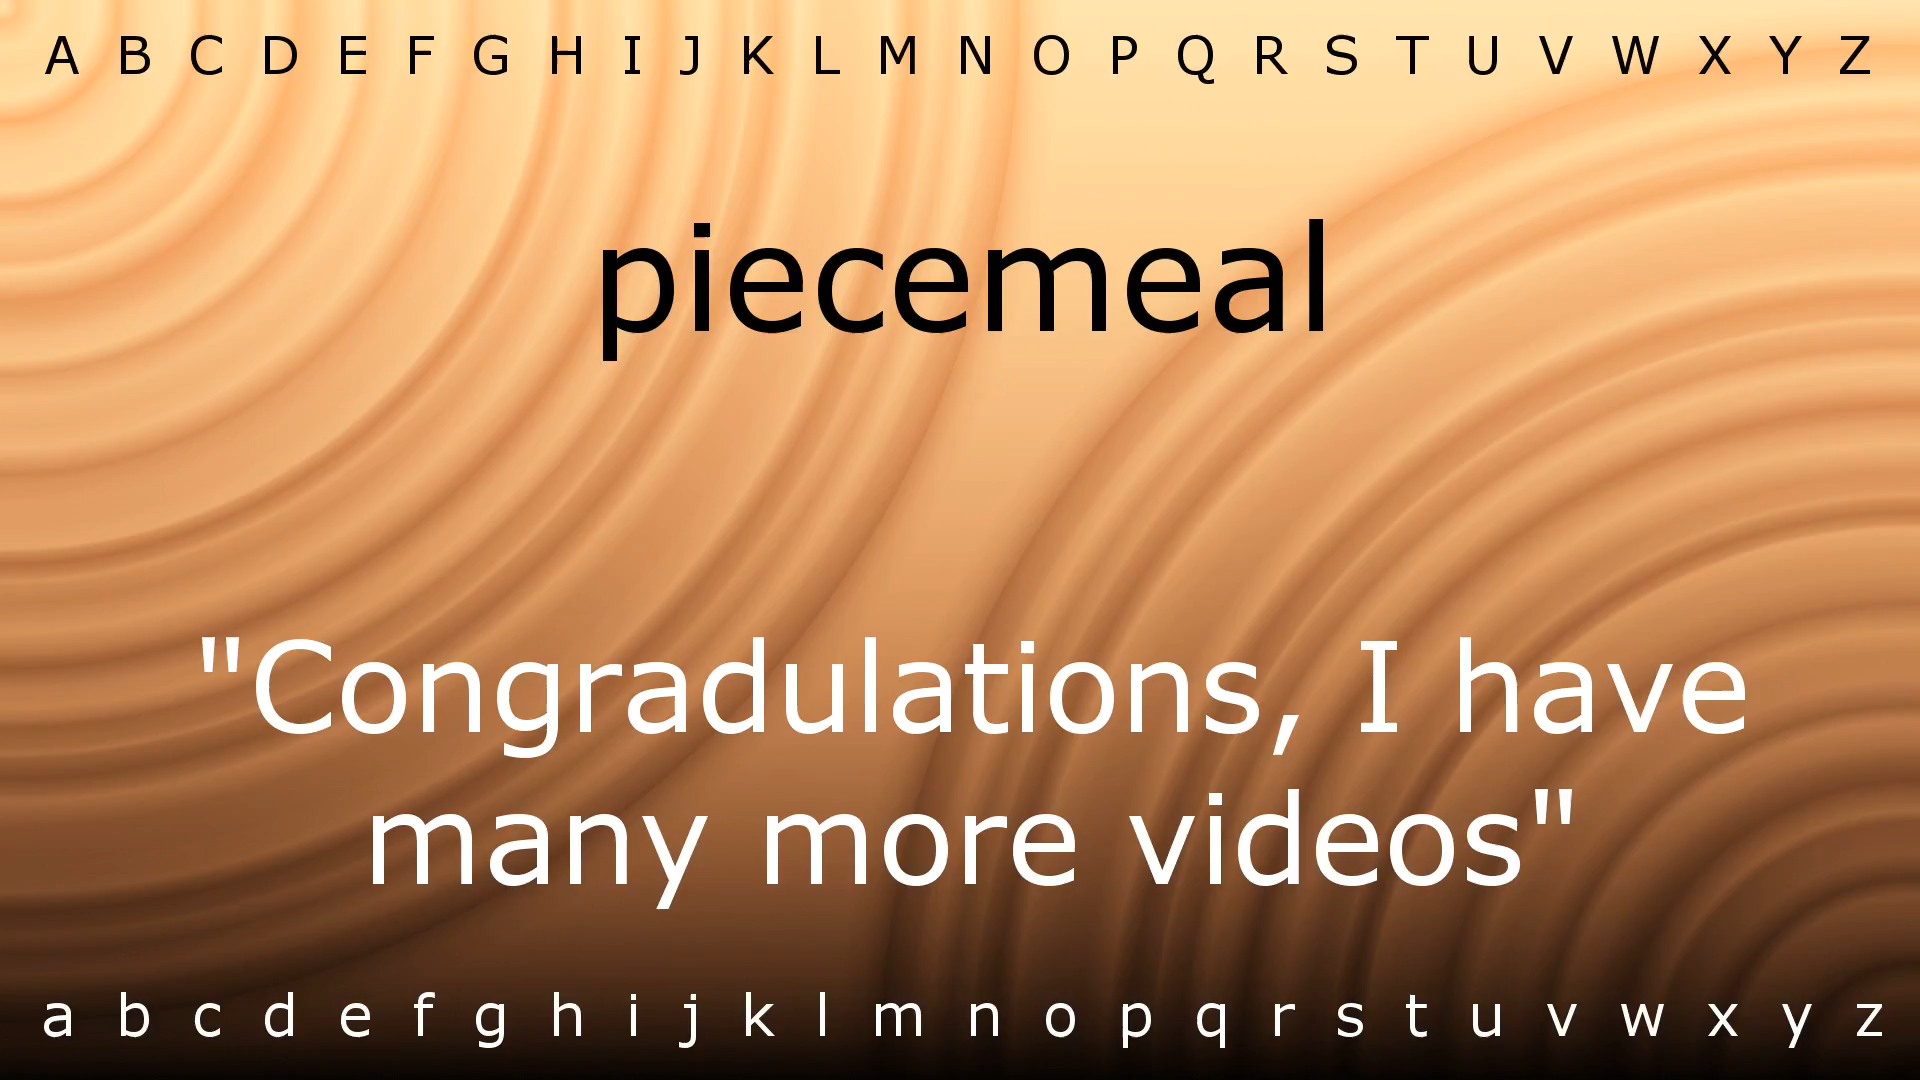 A B C D E F G H I J K L M N O P Q R S T U V W X Y Z
piecemeal
"Congradulations, I have
many more videos"
a b c d e f g h i j k l m n o p q r s t u v w x y z